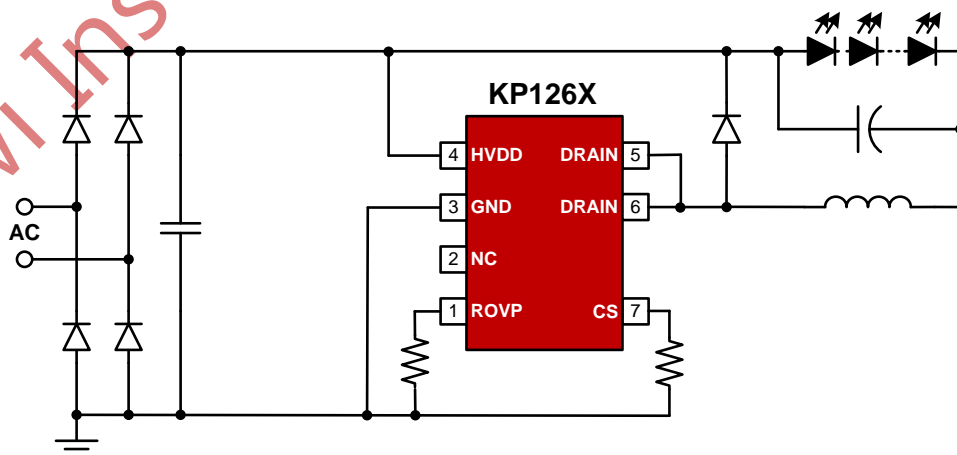 KP126X
4 HVDD DRAIN 5
3 GND DRAIN 6
AC
2 NC
1 ROVP CS 7